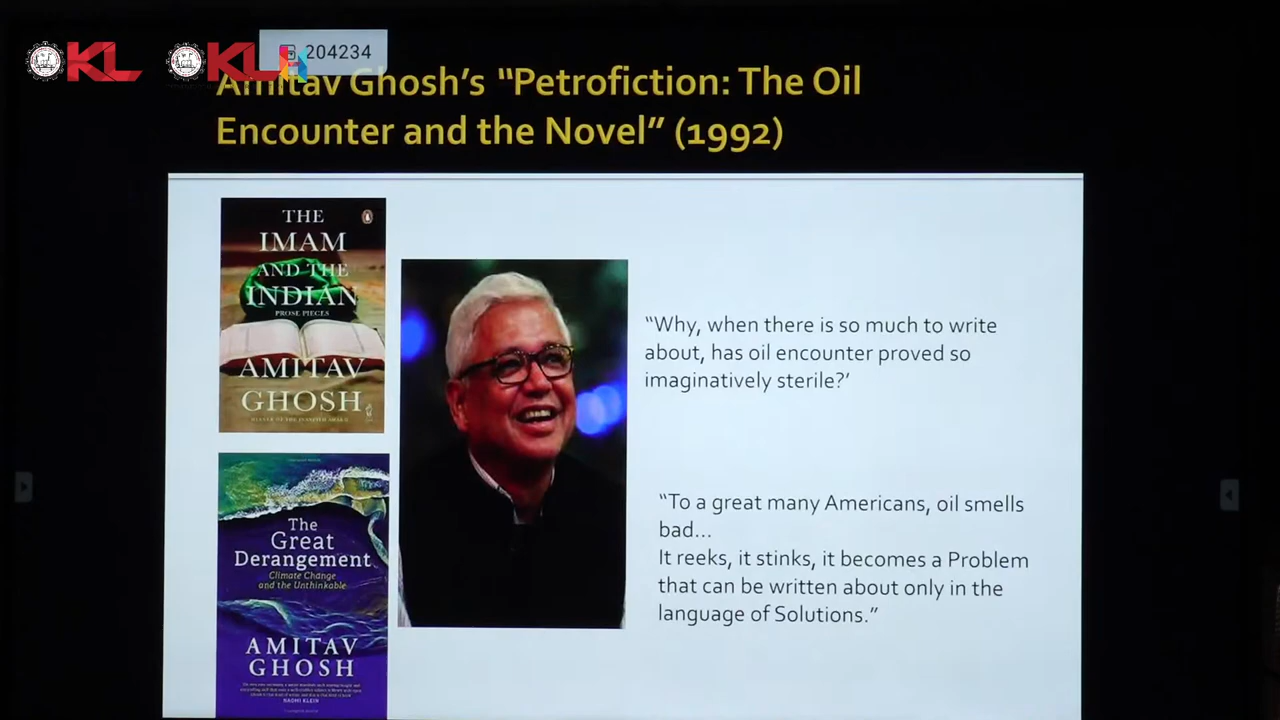 KL
KL
204234
Amitav Ghosh's "Petrofiction: The Oil
Encounter and the Novel" (1992)
THE
IMAM
AND THE
INDIAN
PROSE PIECES
AMITAV
GHOSH
"Why, when there is so much to write
about, has oil encounter proved so
imaginatively sterile?'
The
Great
Derangement
Climate Change
and the Unthinkable
AMITAV
GHOSH
NAOMI KLEIN
"To a great many Americans, oil smells
bad...
It reeks, it stinks, it becomes a Problem
that can be written about only in the
language of Solutions."